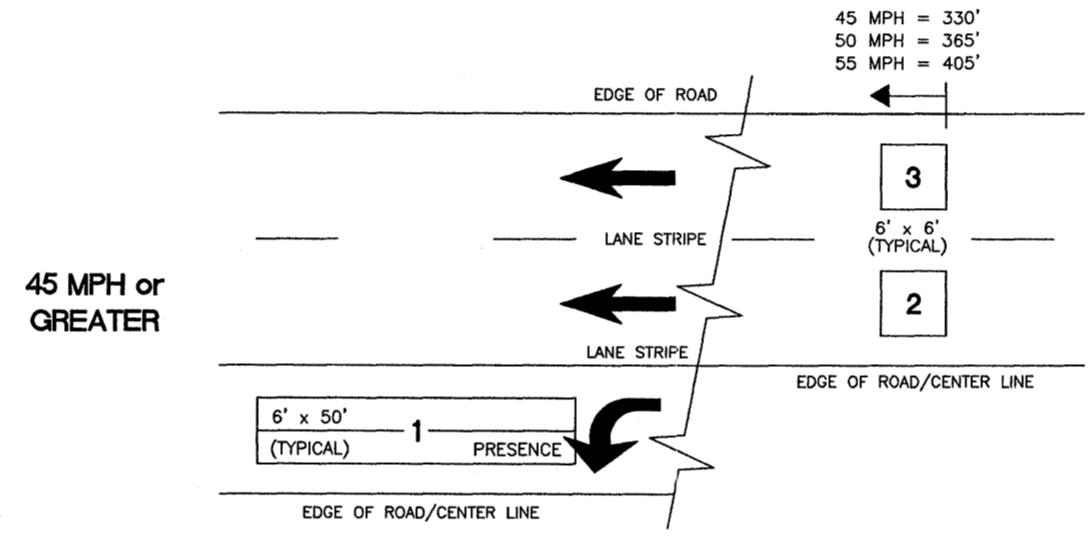 45 MPH = 330'
50 MPH = 365'
55 MPH = 405'
EDGE OF ROAD
3
6' x 6'
(TYPICAL)
LANE STRIPE
45 MPH or
GREATER
2
LANE STRIPE
EDGE OF ROAD/CENTER LINE
6' x 50'
1
(TYPICAL) PRESENCE
EDGE OF ROAD/CENTER LINE